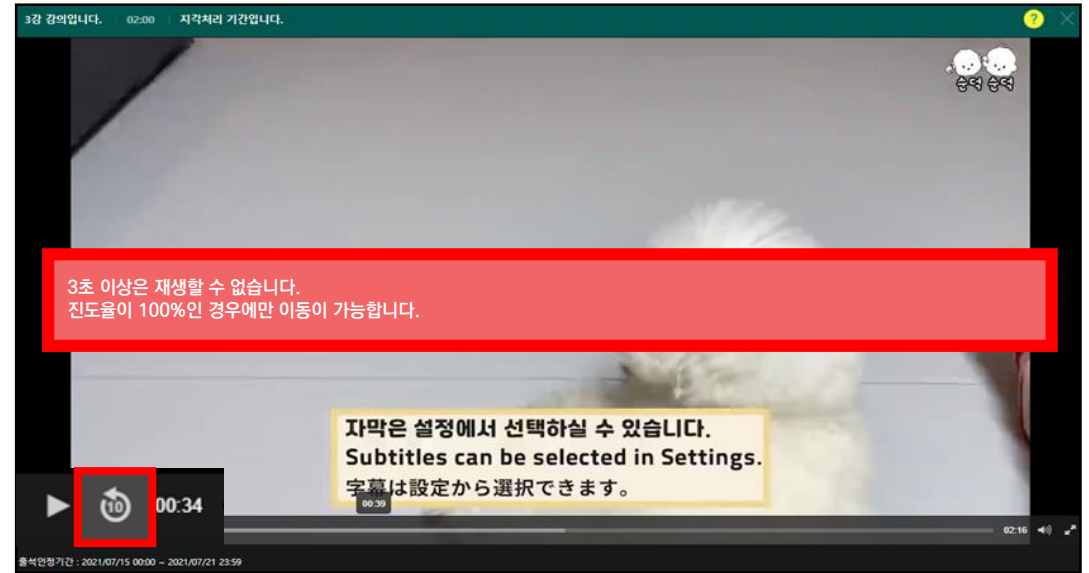 3강 강의입니다. 02:00 지각처리 기간입니다. ?
순덕 순덕
3초 이상은 재생할 수 없습니다.
진도율이 100%인 경우에만 이동이 가능합니다.
자막은 설정에서 선택하실 수 있습니다.
Subtitles can be selected in Settings.
字幕は設定から選択できます。
00:39
10 00:34
02:16
출석인정기간 : 2021/07/15 00:00 ~ 2021/07/21 23:59